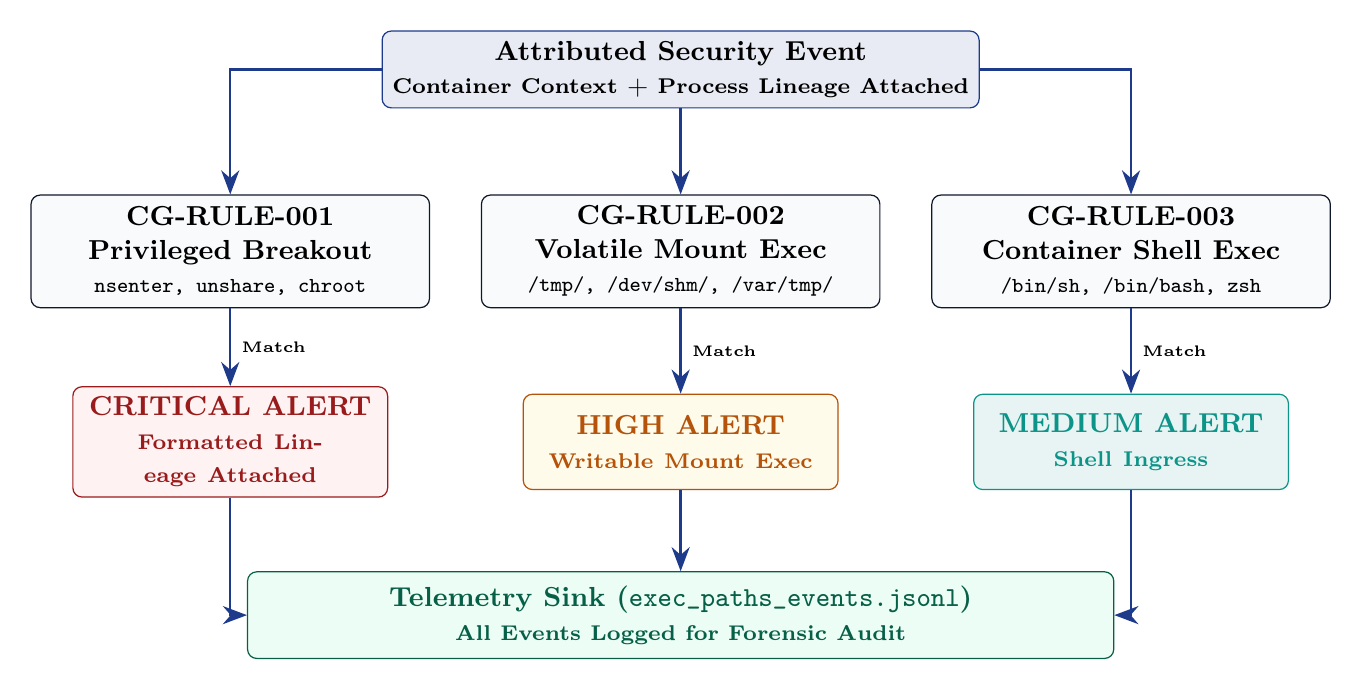 Attributed Security Event
Container Context + Process Lineage Attached
CG-RULE-001
Privileged Breakout
nsenter, unshare, chroot
CG-RULE-002
Volatile Mount Exec
/tmp/, /dev/shm/, /var/tmp/
CG-RULE-003
Container Shell Exec
/bin/sh, /bin/bash, zsh
Match
Match
Match
CRITICAL ALERT
Formatted Lin-
eage Attached
HIGH ALERT
Writable Mount Exec
MEDIUM ALERT
Shell Ingress
Telemetry Sink (exec_paths_events.jsonl)
All Events Logged for Forensic Audit